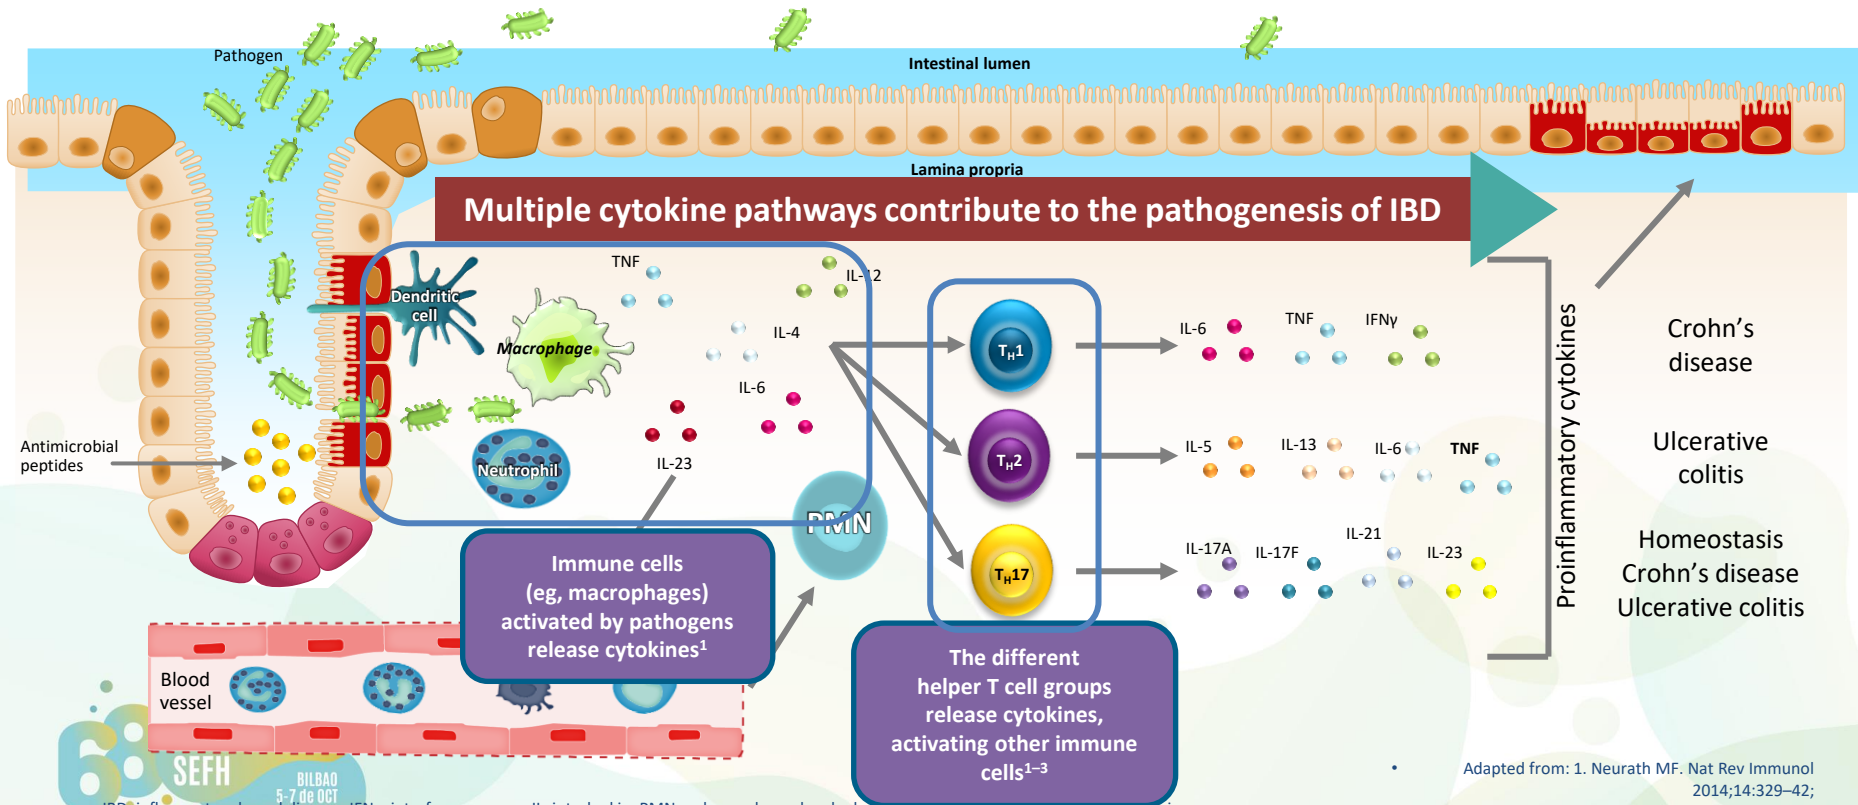 Pathogen
Intestinal lumen
Lamina propria
Multiple cytokine pathways contribute to the pathogenesis of IBD
Dendritic
cell
Macrophage
Neutrophil
TNF
IL-12
IL-4
IL-6
IL-23
PMN
Antimicrobial
peptides
Immune cells
(eg, macrophages)
activated by pathogens
release cytokines¹
Blood
vessel
TH1
TH2
TH17
The different
helper T cell groups
release cytokines,
activating other immune
cells¹⁻³
IL-6
TNF
IFNγ
IL-5
IL-13
IL-6
TNF
IL-17A
IL-17F
IL-21
IL-23
Proinflammatory cytokines
Crohn’s
disease
Ulcerative
colitis
Homeostasis
Crohn’s disease
Ulcerative colitis
68
SEFH
BILBAO
5-7 de OCT
• Adapted from: 1. Neurath MF. Nat Rev Immunol
2014;14:329–42;